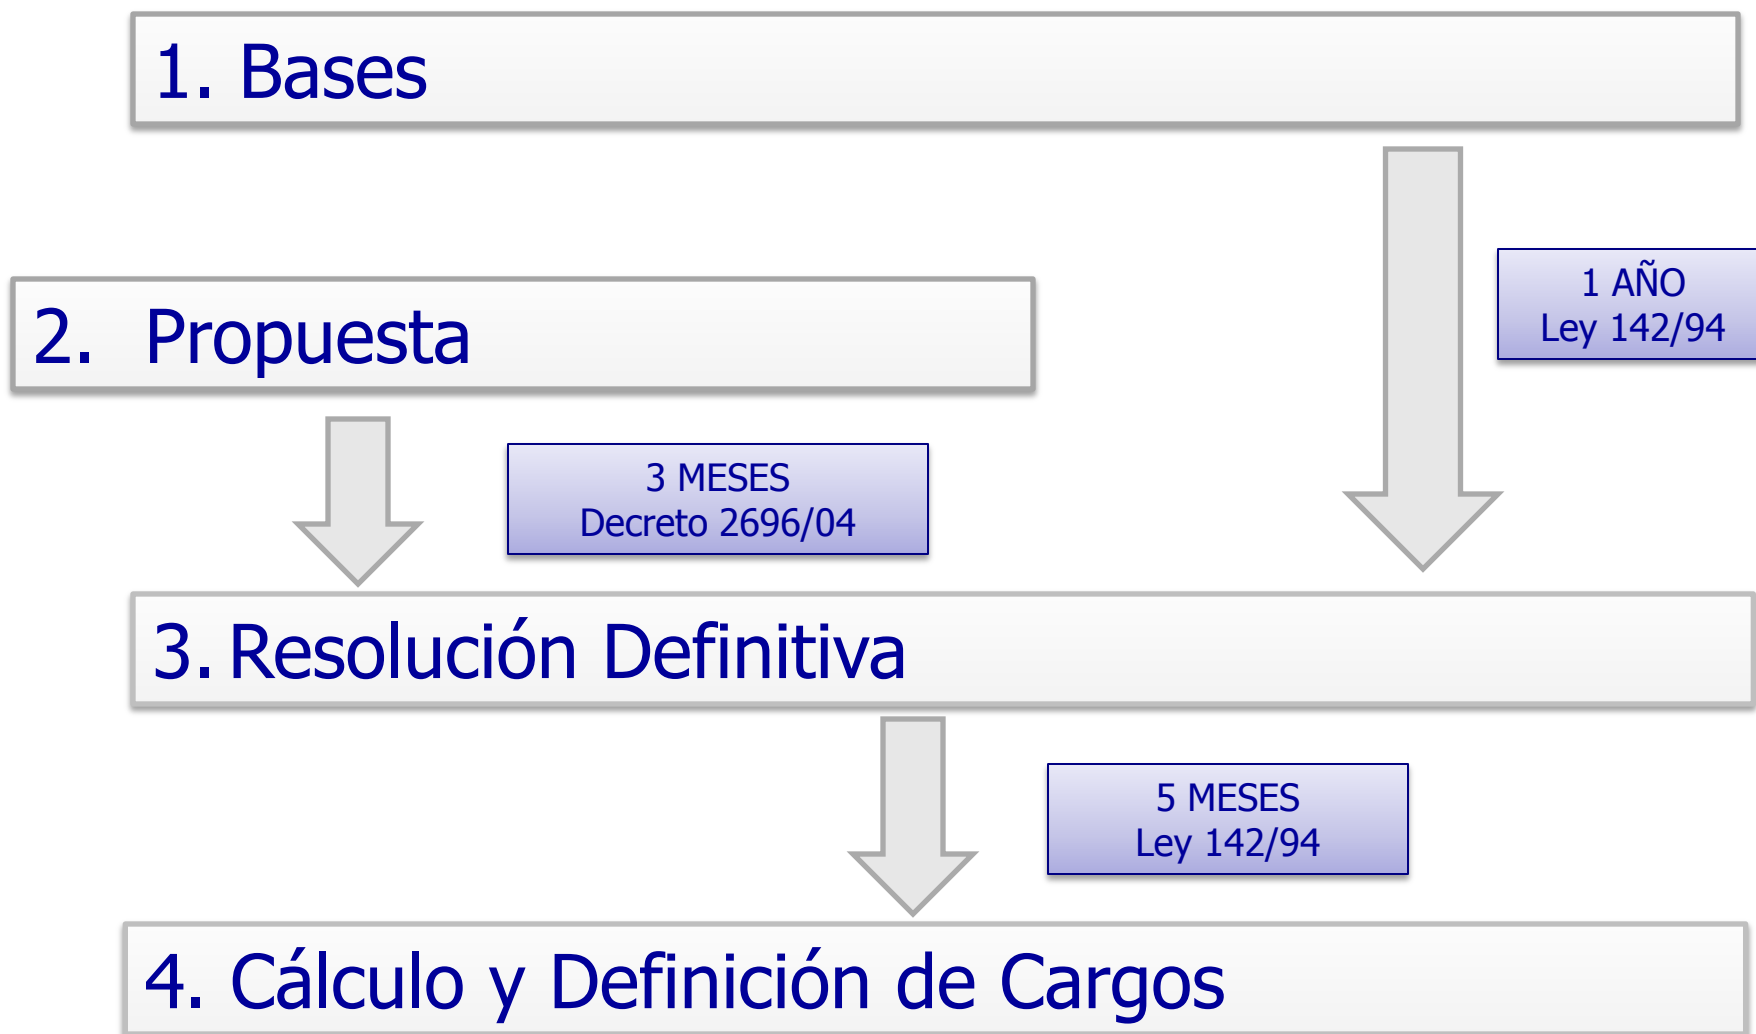 1. Bases
1 AÑO
Ley 142/94
2. Propuesta
3 MESES
Decreto 2696/04
3. Resolución Definitiva
5 MESES
Ley 142/94
4. Cálculo y Definición de Cargos